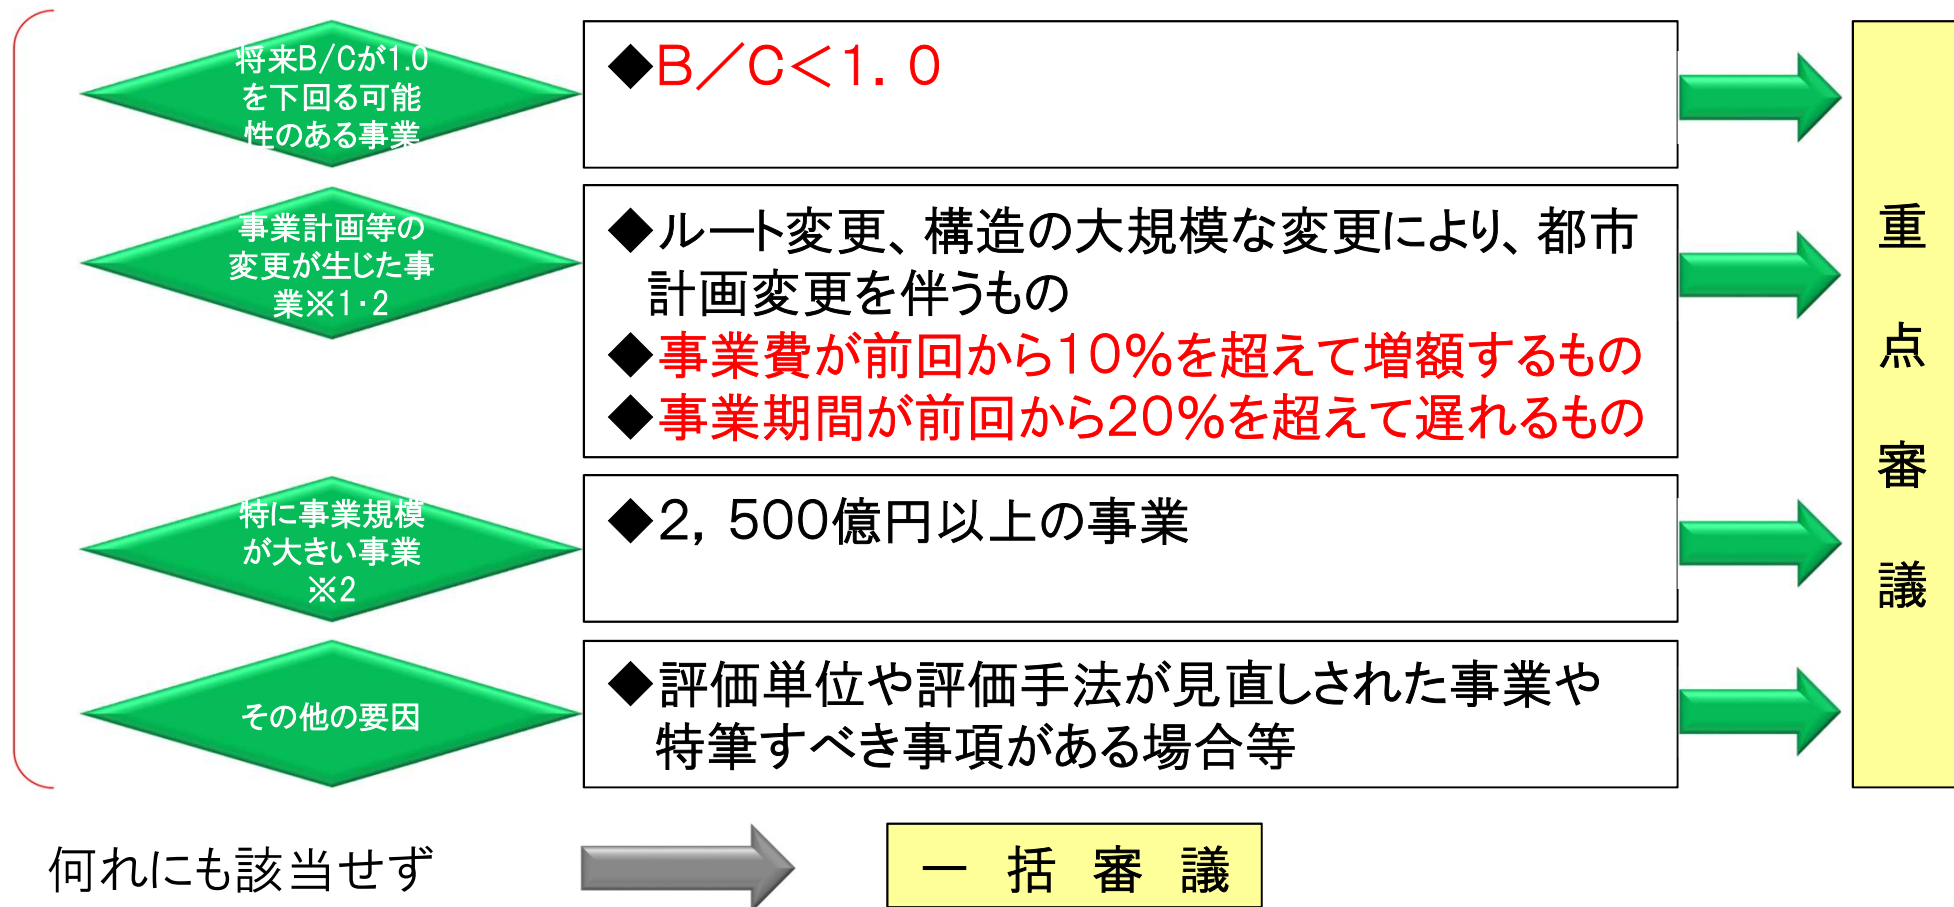 将来B/Cが1.0
を下回る可能
性のある事業
◆B／C＜1．0
事業計画等の
変更が生じた事
業※1・2
◆ルート変更、構造の大規模な変更により、都市
計画変更を伴うもの
◆事業費が前回から10%を超えて増額するもの
◆事業期間が前回から20%を超えて遅れるもの
特に事業規模
が大きい事業
※2
◆2，500億円以上の事業
その他の要因
◆評価単位や評価手法が見直しされた事業や
特筆すべき事項がある場合等
重点審議
何れにも該当せず
一括審議